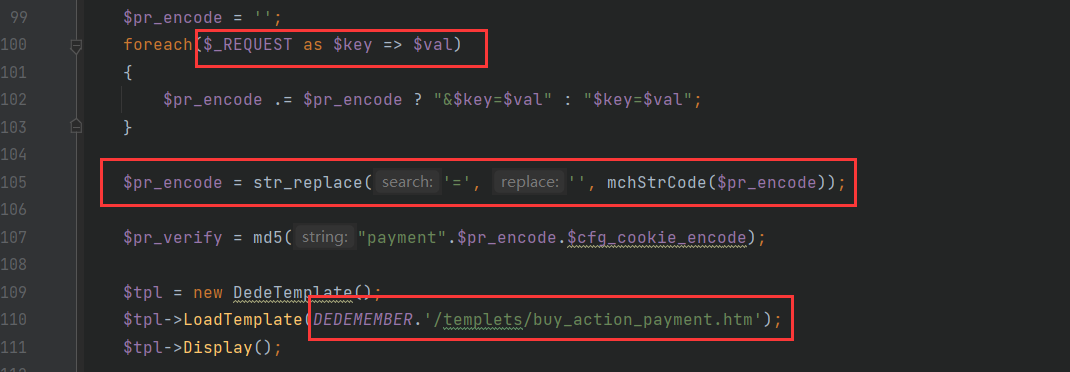 99 $pr_encode = '';
100 foreach($_REQUEST as $key => $val)
101 {
102 $pr_encode .= $pr_encode ? "&$key=$val" : "$key=$val";
103 }
104
105 $pr_encode = str_replace( search: '=', replace: '', mchStrCode($pr_encode));
106
107 $pr_verify = md5( string: "payment".$pr_encode.$cfg_cookie_encode);
108
109 $tpl = new DedeTemplate();
110 $tpl->LoadTemplate(DEDEMEMBER.'/templets/buy_action_payment.htm');
111 $tpl->Display();